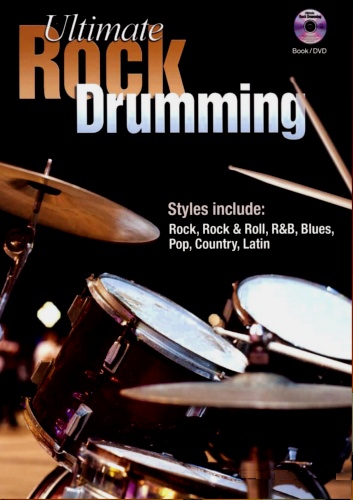 Ultimate
Rock
Drumming
Book/DVD
Styles include:
Rock, Rock & Roll, R&B, Blues,
Pop, Country, Latin